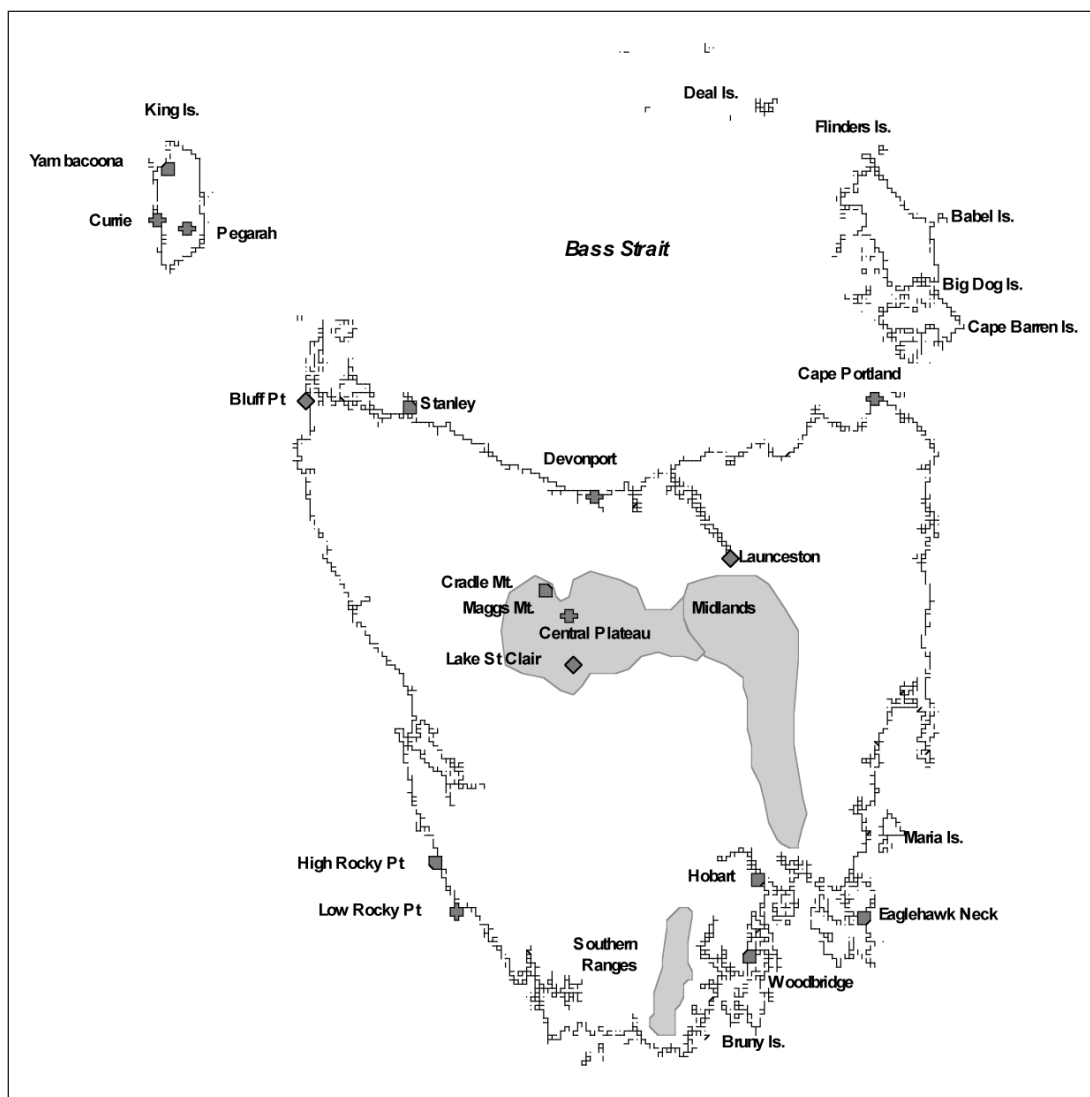 Deal Is.
King Is.
Flinders Is.
Yambacoona
Babel Is.
Currie
Pegarah
Bass Strait
Big Dog Is.
Cape Barren Is.
Cape Portland
Bluff Pt
Stanley
Devonport
Launceston
Cradle Mt.
Maggs Mt.
Midlands
Central Plateau
Lake St Clair
Maria Is.
High Rocky Pt
Hobart
Low Rocky Pt
Eaglehawk Neck
Southern
Ranges
Woodbridge
Bruny Is.